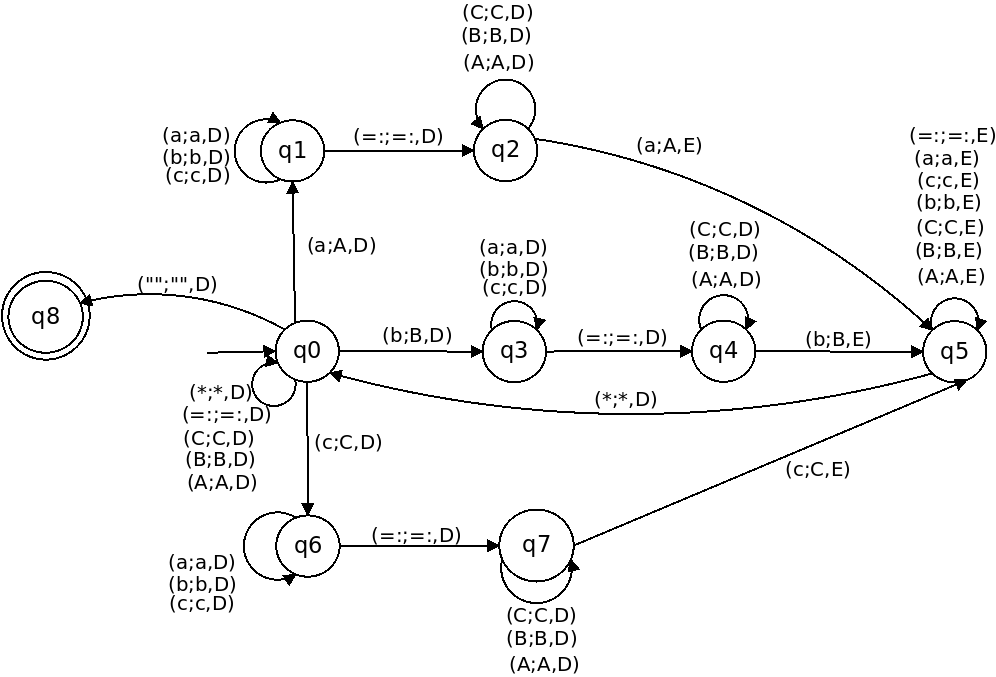 (C;C,D)
(B;B,D)
(A;A,D)
(a;a,D)
(b;b,D)
(c;c,D)
q1
(=:;=:,D)
q2
(a;A,E)
(=:;=:,E)
(a;a,E)
(c;c,E)
(b;b,E)
(C;C,E)
(B;B,E)
(A;A,E)
(a;A,D)
(a;a,D)
(b;b,D)
(c;c,D)
(C;C,D)
(B;B,D)
(A;A,D)
("";"",D)
q8
q0
(b;B,D)
q3
(=:;=:,D)
q4
(b;B,E)
q5
(*;*,D)
(=:;=:,D)
(C;C,D)
(B;B,D)
(A;A,D)
(*;*,D)
(c;C,D)
(c;C,E)
q6
(=:;=:,D)
q7
(a;a,D)
(b;b,D)
(c;c,D)
(C;C,D)
(B;B,D)
(A;A,D)